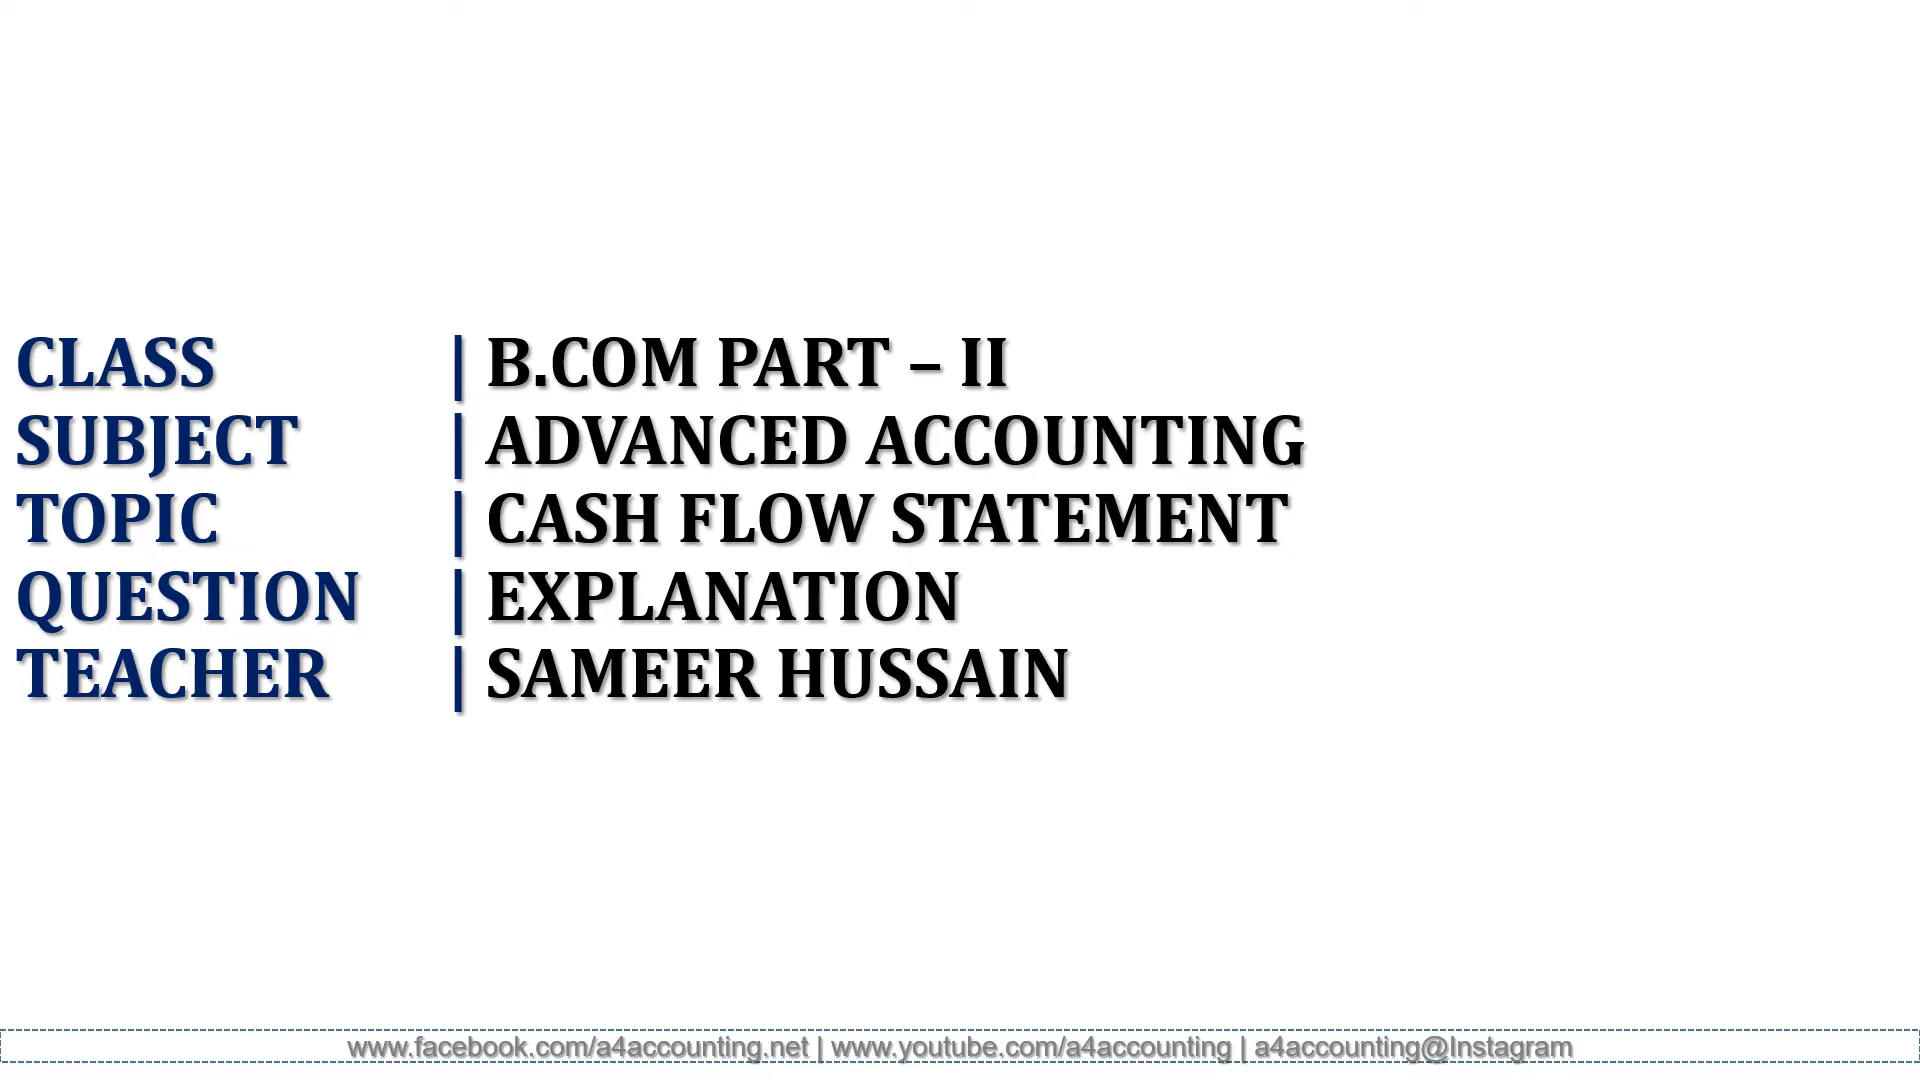 CLASS | B.COM PART – II
SUBJECT | ADVANCED ACCOUNTING
TOPIC | CASH FLOW STATEMENT
QUESTION | EXPLANATION
TEACHER | SAMEER HUSSAIN
www.facebook.com/a4accounting.net | www.youtube.com/a4accounting | a4accounting@Instagram